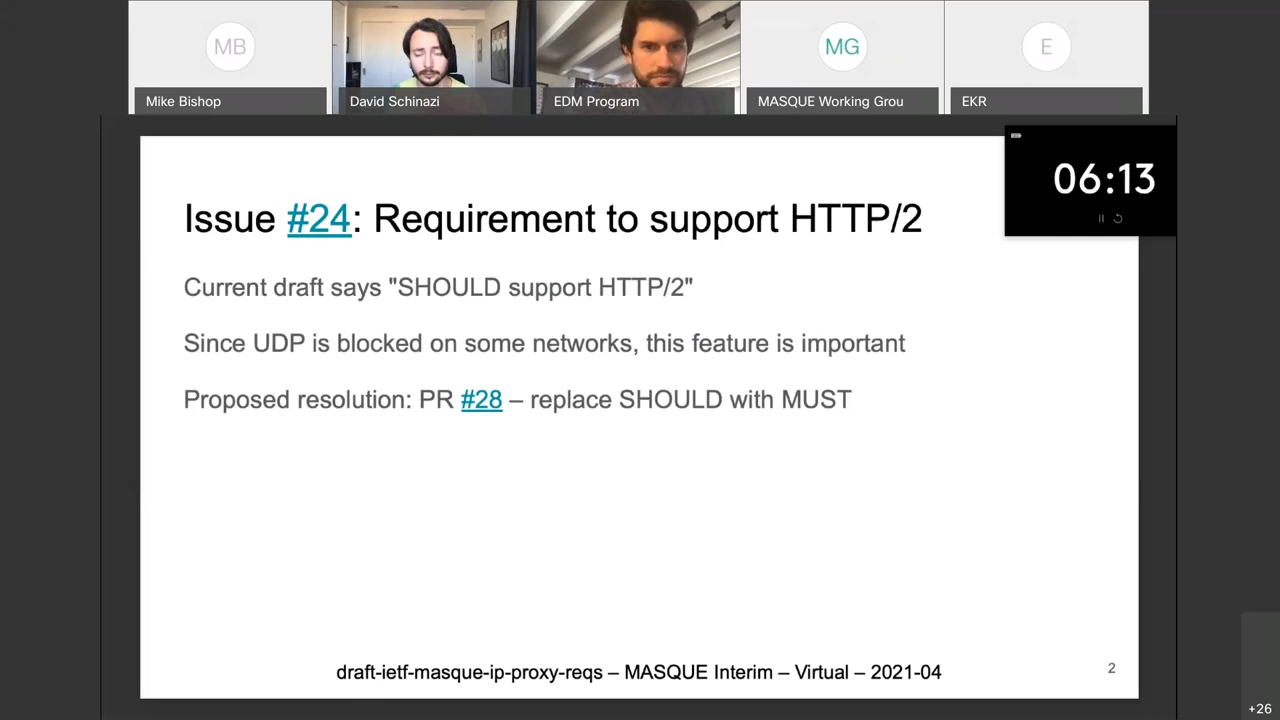 MB
MG
E
Mike Bishop
David Schinazi
EDM Program
MASQUE Working Grou
EKR
06:13
Issue #24: Requirement to support HTTP/2
Current draft says "SHOULD support HTTP/2"
Since UDP is blocked on some networks, this feature is important
Proposed resolution: PR #28 – replace SHOULD with MUST
draft-ietf-masque-ip-proxy-reqs – MASQUE Interim – Virtual – 2021-04
2
+26